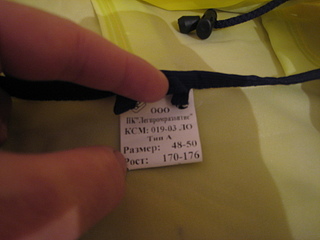 ООО
ПК"Легпромразвитие"
КСМ: 019-03 ЛО
Тип А
Размер: 48-50
Рост: 170-176